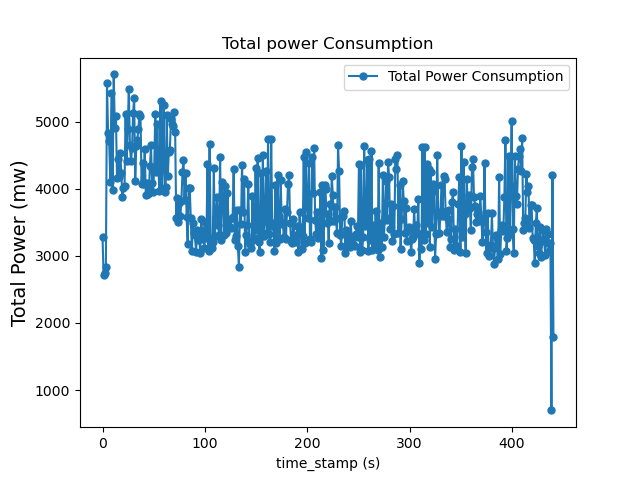 Total power Consumption
Total Power Consumption
Total Power (mw)
5000
4000
3000
2000
1000
0 100 200 300 400
time_stamp (s)